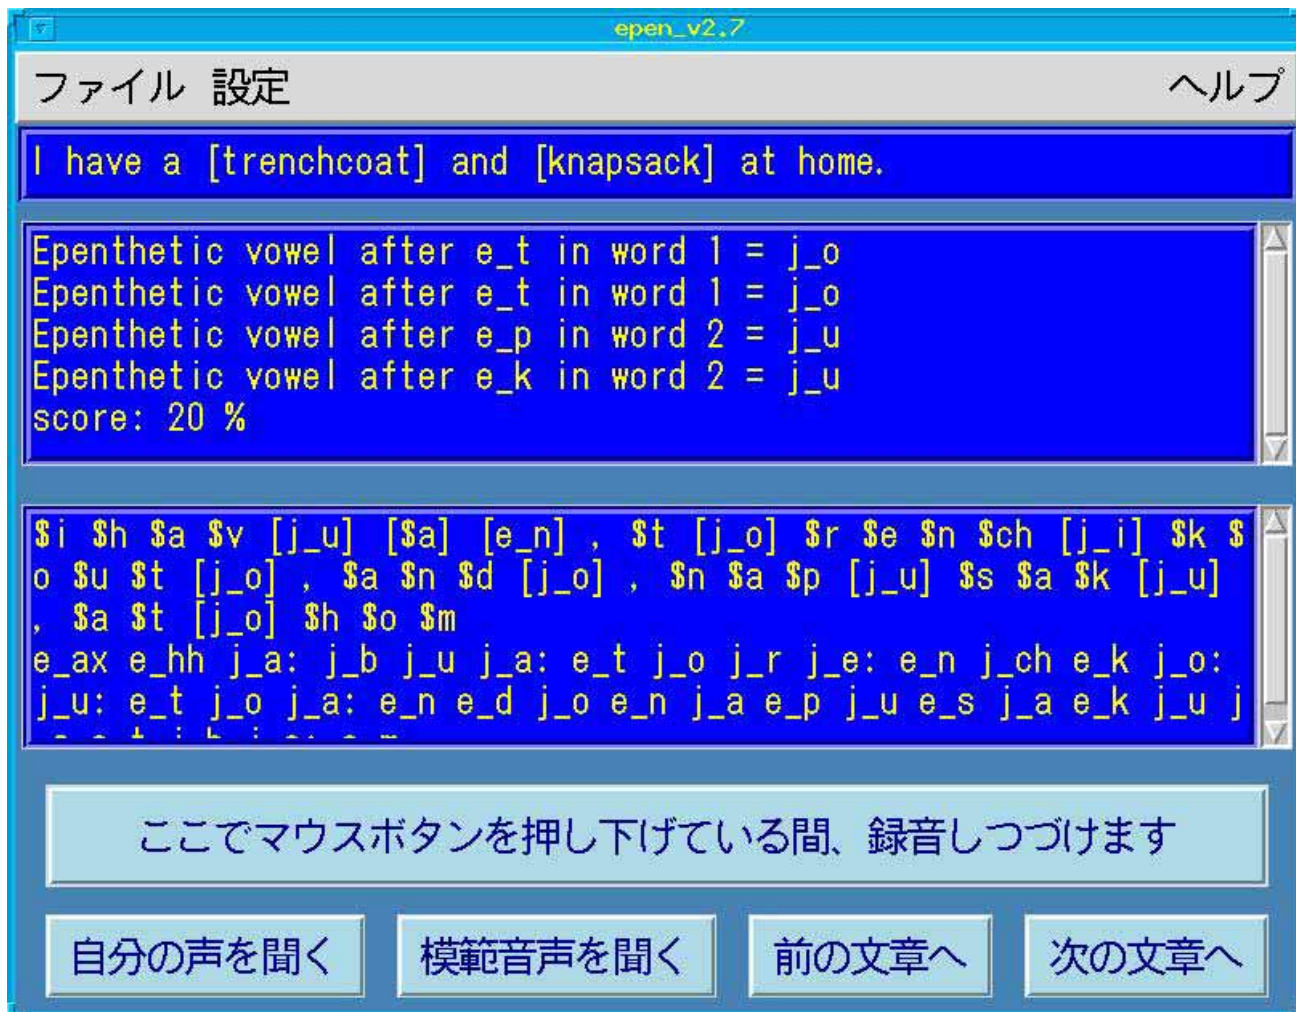 epen_v2.7
ファイル 設定 ヘルプ
I have a [trenchcoat] and [knapsack] at home.
Epenthetic vowel after e_t in word 1 = j_o
Epenthetic vowel after e_t in word 1 = j_o
Epenthetic vowel after e_p in word 2 = j_u
Epenthetic vowel after e_k in word 2 = j_u
score: 20 %
$i $h $a $v [j_u] [$a] [e_n] , $t [j_o] $r $e $n $ch [j_i] $k $
o $u $t [j_o] , $a $n $d [j_o] , $n $a $p [j_u] $s $a $k [j_u]
, $a $t [j_o] $h $o $m
e_ax e_hh j_a: j_b j_u j_a: e_t j_o j_r j_e: e_n j_ch e_k j_o:
j_u: e_t j_o j_a: e_n e_d j_o e_n j_a e_p j_u e_s j_a e_k j_u j
ここでマウスボタンを押し下げている間、録音しつづけます
自分の声を聞く 模範音声を聞く 前の文章へ 次の文章へ